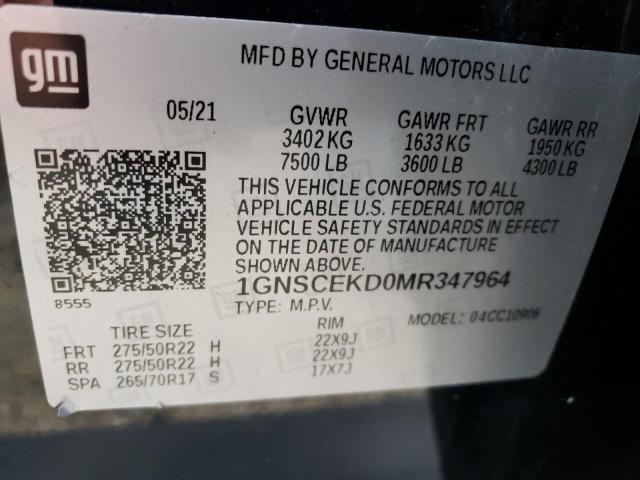 gm
MFD BY GENERAL MOTORS LLC
05/21 GVWR GAWR FRT GAWR RR
3402 KG 1633 KG 1950 KG
7500 LB 3600 LB 4300 LB
THIS VEHICLE CONFORMS TO ALL
APPLICABLE U.S. FEDERAL MOTOR
VEHICLE SAFETY STANDARDS IN EFFECT
ON THE DATE OF MANUFACTURE
SHOWN ABOVE.
8555
1GNSCEKD0MR347964
TYPE: M.P.V. MODEL: 04CC10906
TIRE SIZE RIM
FRT 275/50R22 H 22X9J
RR 275/50R22 H 22X9J
SPA 265/70R17 S 17X7J